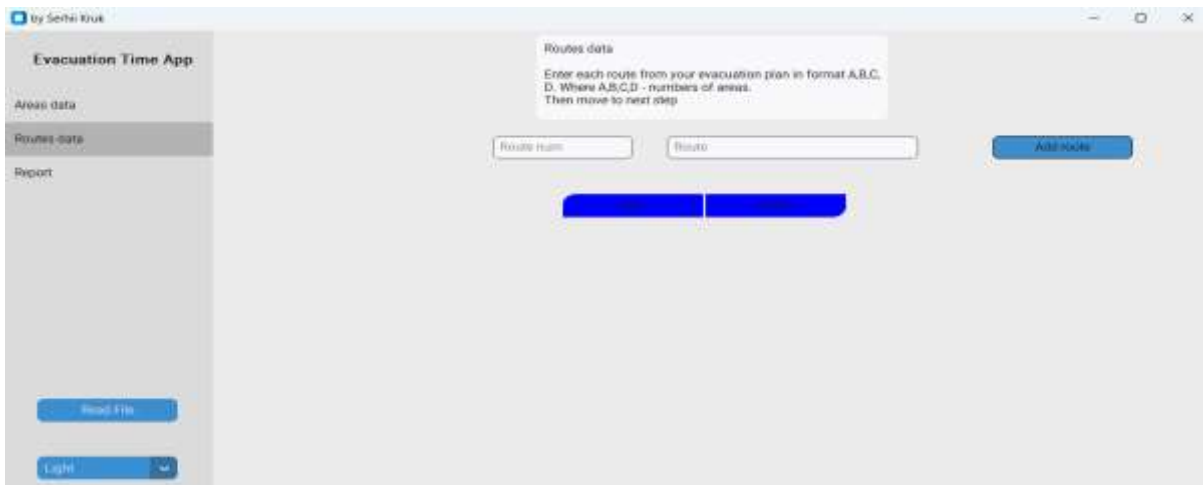 by Serhii Kruk
Evacuation Time App
Areas data
Routes data
Report
Read File
Light
Routes data
Enter each route from your evacuation plan in format A,B,C,
D. Where A,B,C,D - numbers of areas.
Then move to next step
Route num
Route
Add route